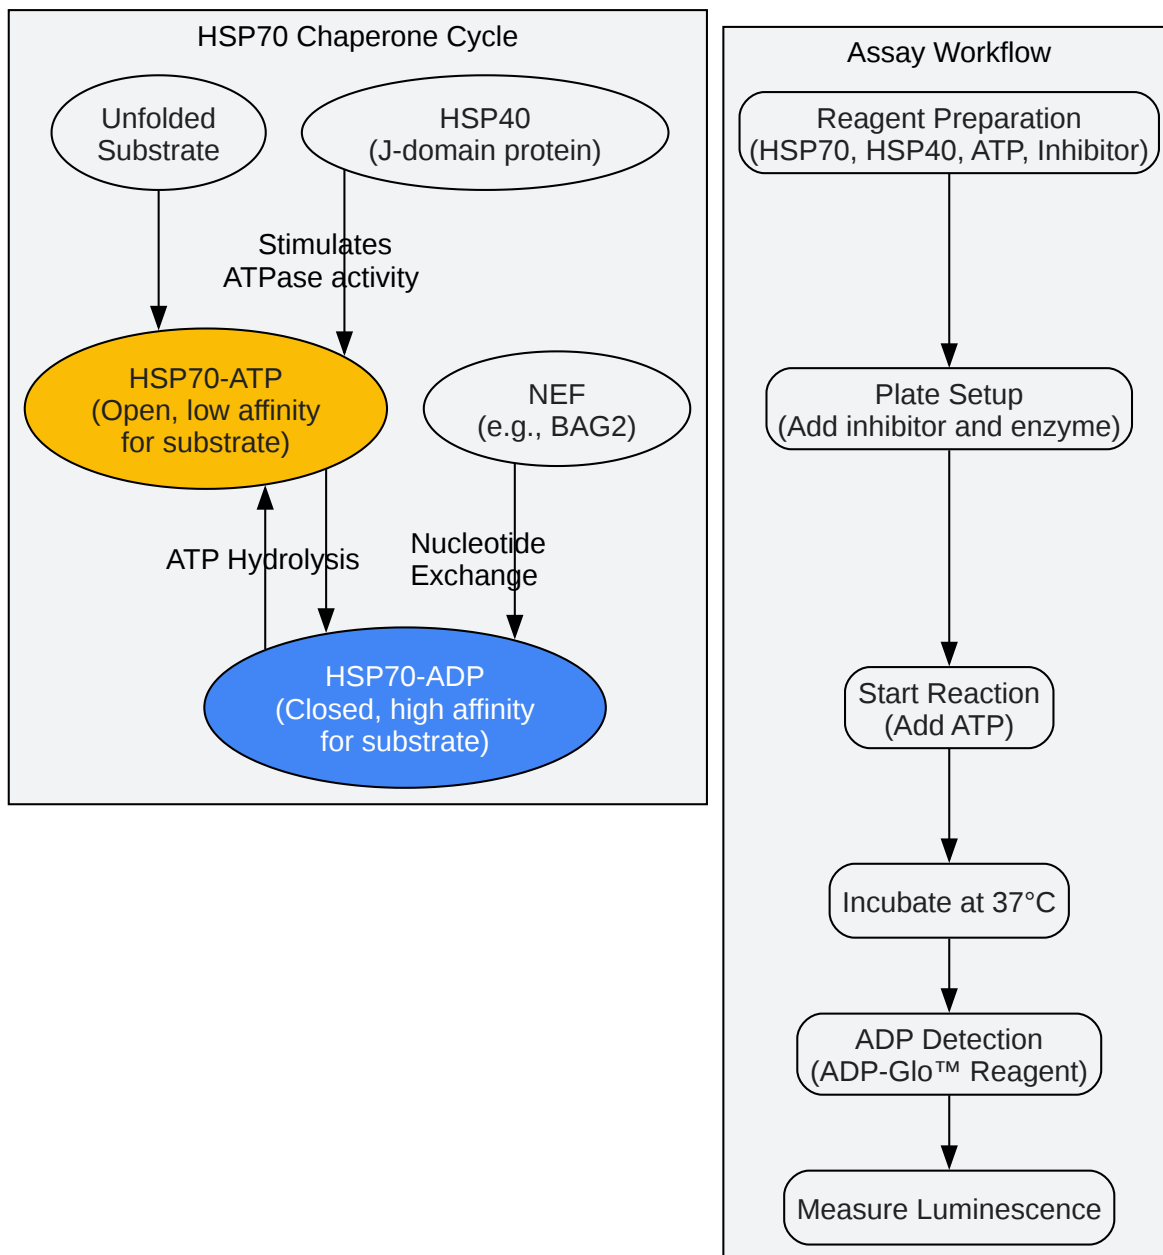 HSP70 Chaperone Cycle
Unfolded
Substrate
HSP40
(J-domain protein)
Stimulates
ATPase activity
HSP70-ATP
(Open, low affinity
for substrate)
NEF
(e.g., BAG2)
ATP Hydrolysis
Nucleotide
Exchange
HSP70-ADP
(Closed, high affinity
for substrate)
Assay Workflow
Reagent Preparation
(HSP70, HSP40, ATP, Inhibitor)
Plate Setup
(Add inhibitor and enzyme)
Start Reaction
(Add ATP)
Incubate at 37°C
ADP Detection
(ADP-Glo™ Reagent)
Measure Luminescence